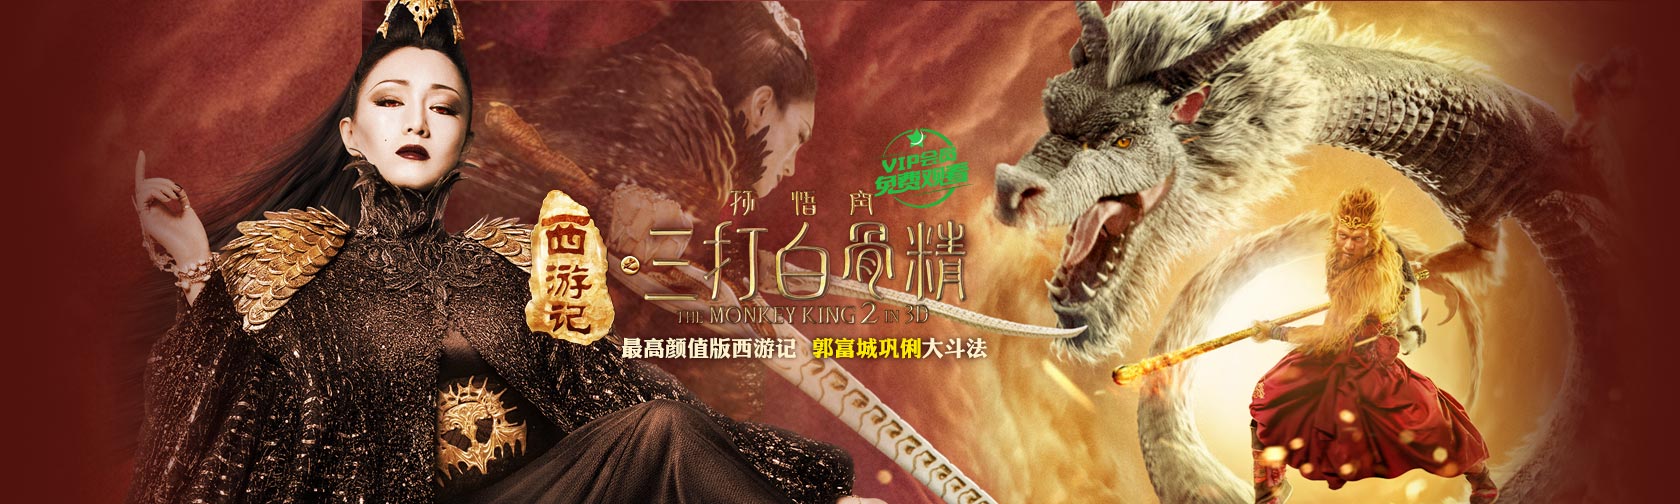 VIP会员
免费观看
孙悟空
西游记
之·三打白骨精
THE MONKEY KING 2 IN 3D
最高颜值版西游记 郭富城巩俐大斗法